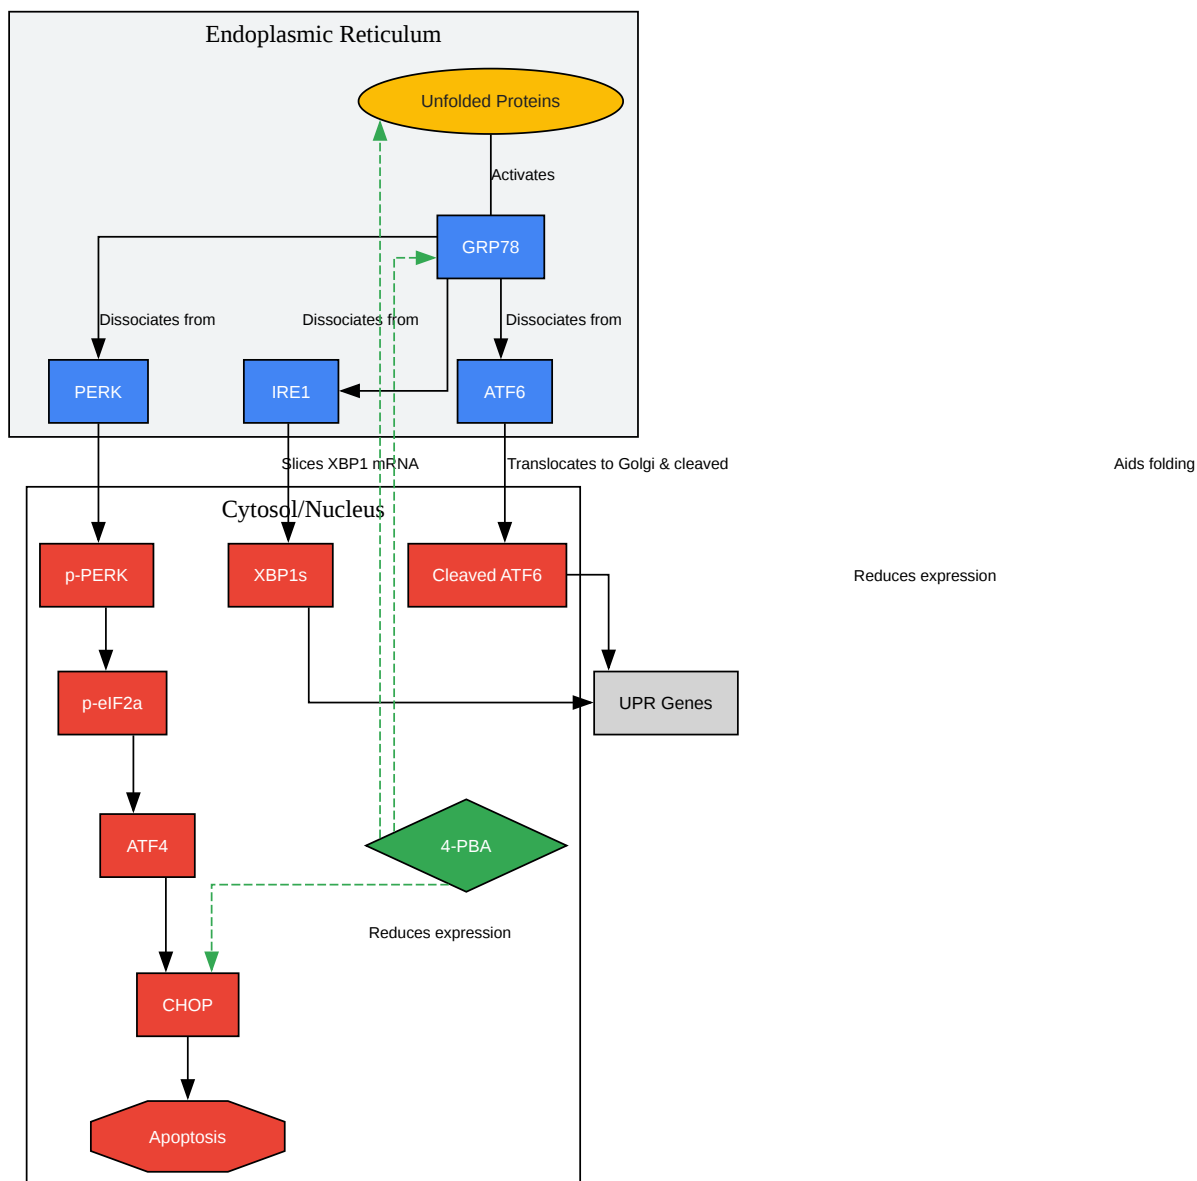 Endoplasmic Reticulum
Unfolded Proteins
Activates
GRP78
Dissociates from
Dissociates from
Dissociates from
PERK
IRE1
ATF6
Slices XBP1 mRNA
Translocates to Golgi & cleaved
Aids folding
Cytosol/Nucleus
p-PERK
XBP1s
Cleaved ATF6
Reduces expression
p-eIF2a
UPR Genes
ATF4
4-PBA
Reduces expression
CHOP
Apoptosis